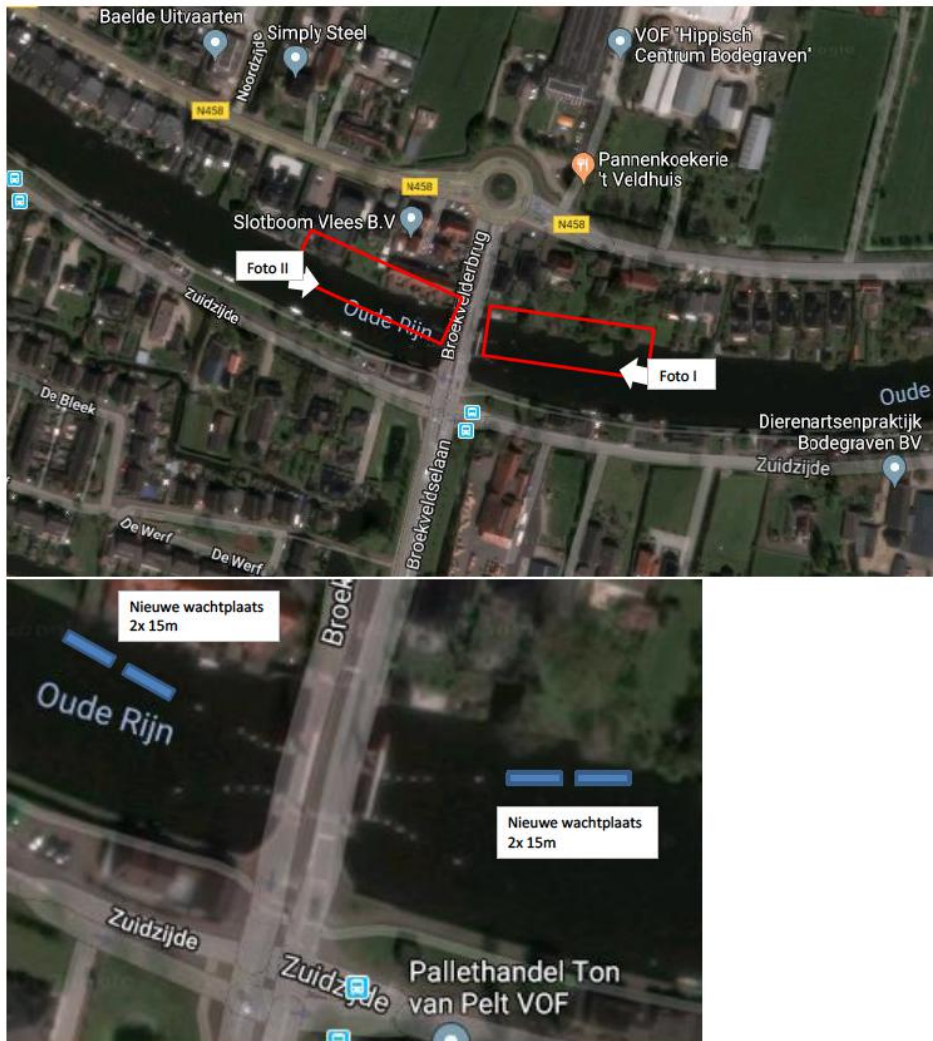 Baelde Uitvaarten
Simply Steel
VOF 'Hippisch
Centrum Bodegraven'
Noordzijde
N458
Pannenkoekerie
't Veldhuis
N458
Slotboom Vlees B.V
N458
Foto II
Zuidzijde
Oude Rijn
Broekvelderbrug
Foto I
Oude
De Bleek
Dierenartsenpraktijk
Bodegraven BV
Zuidzijde
Broekveldselaan
De Werf
De Werf
Nieuwe wachtplaats
2x 15m
Broek
Oude Rijn
Nieuwe wachtplaats
2x 15m
Zuidzijde
Zuidzijde
Pallethandel Ton
van Pelt VOF